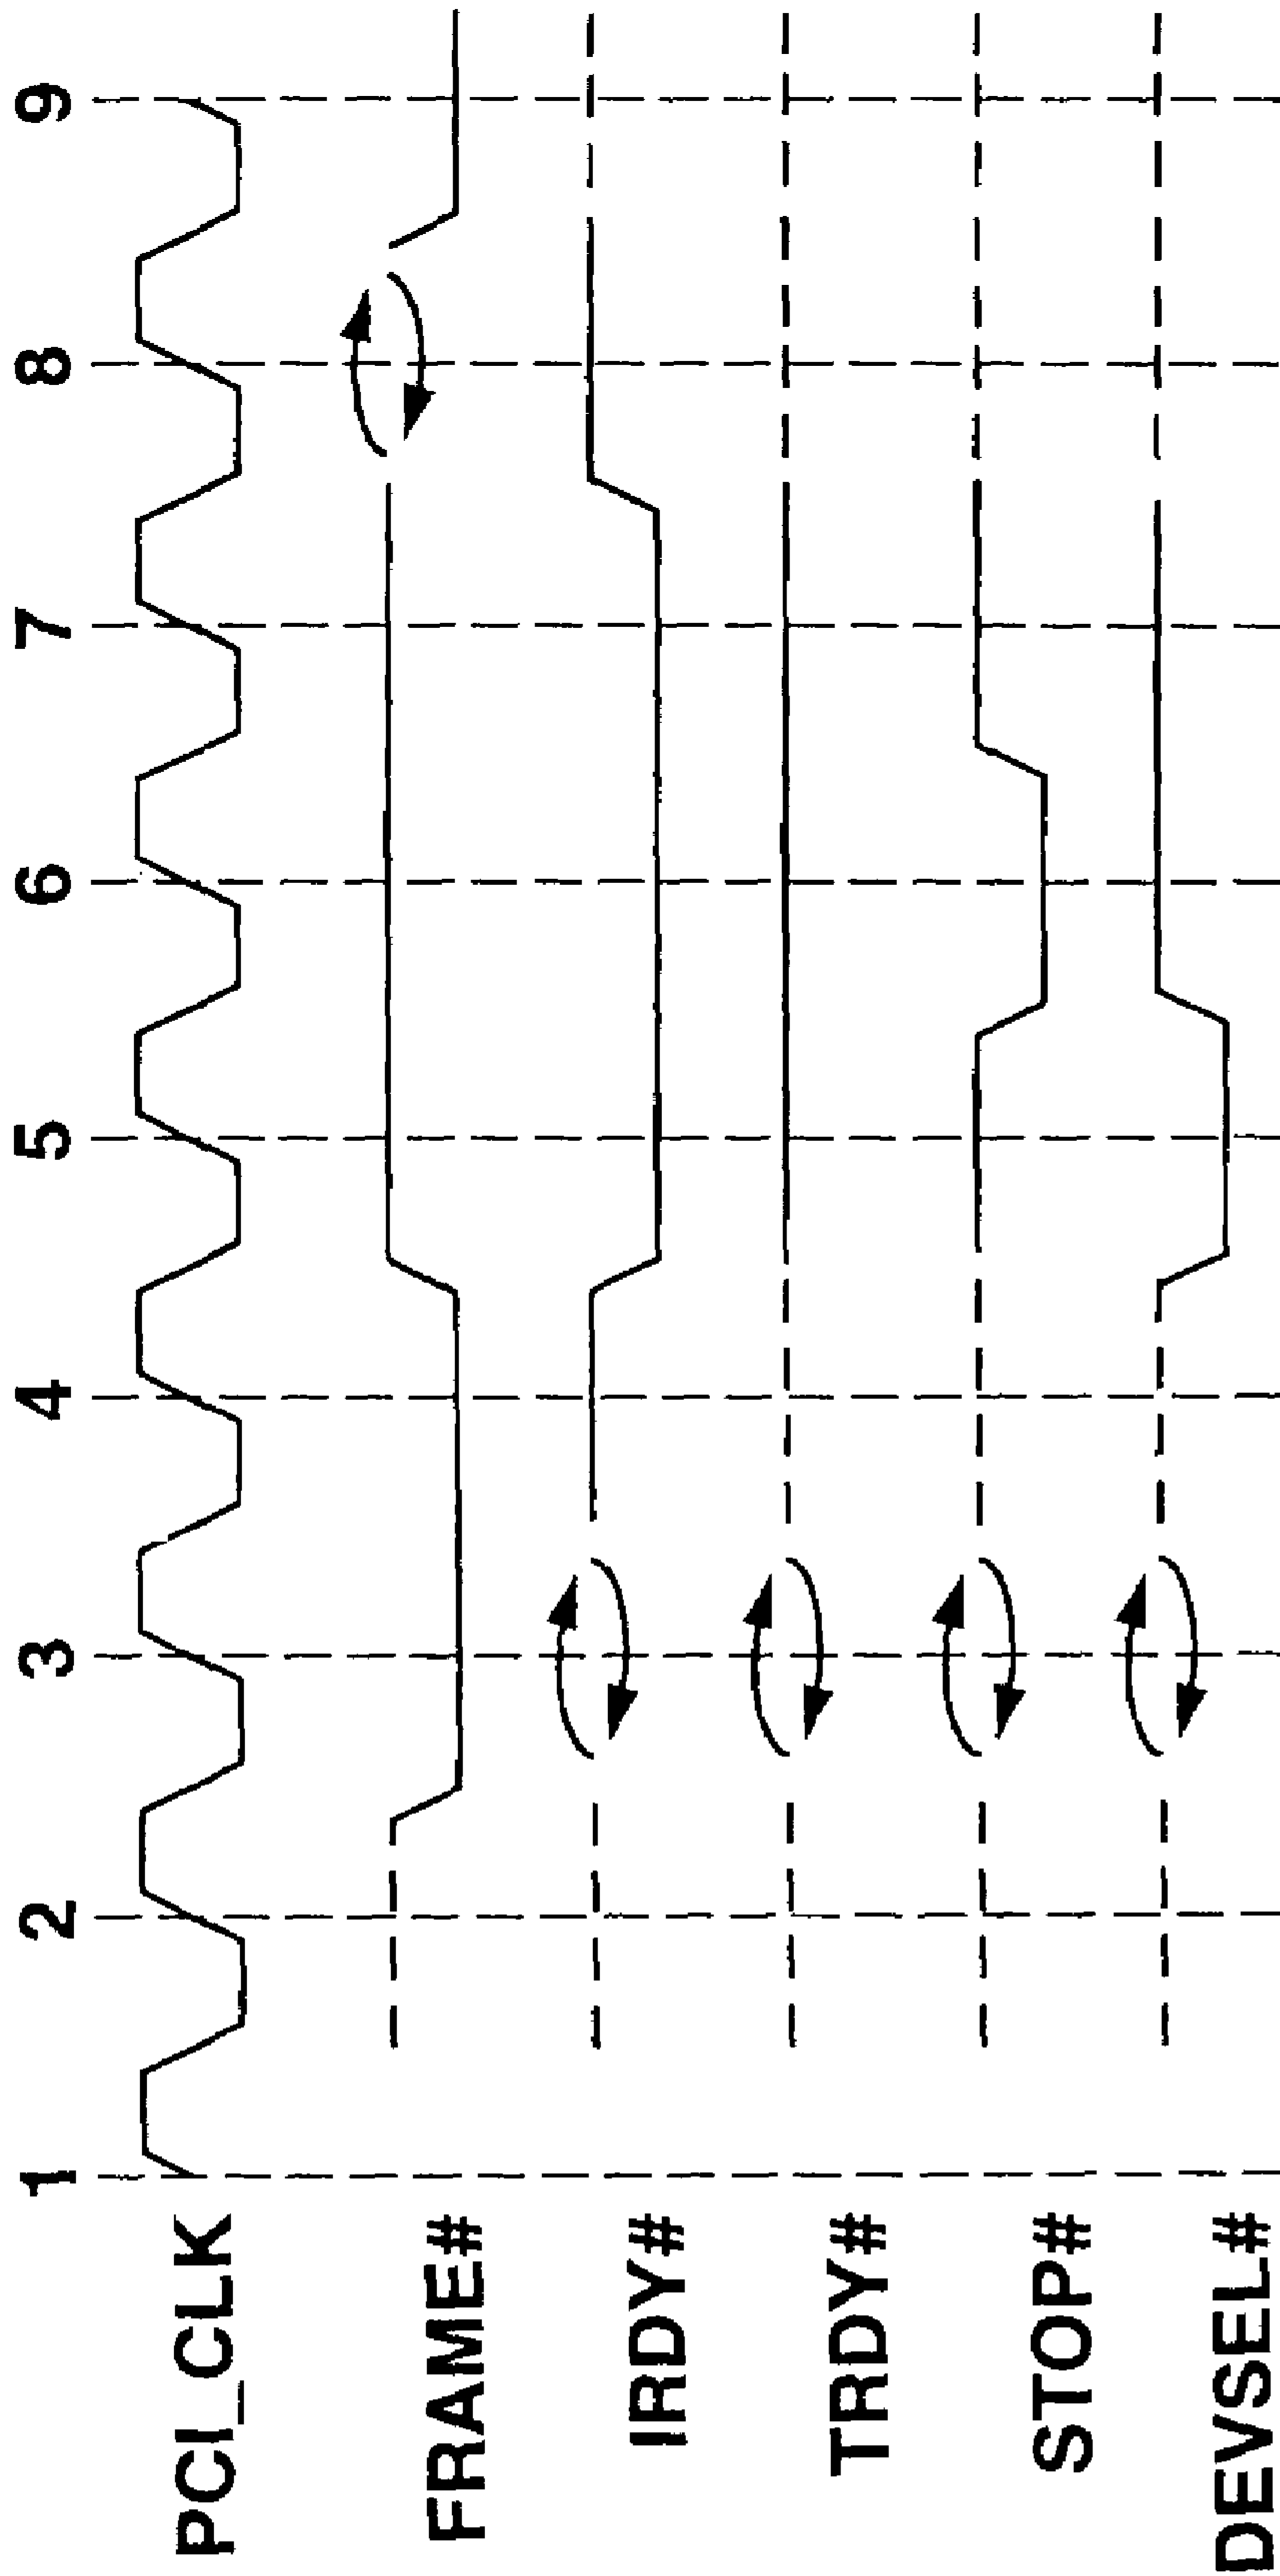 1 2 3 4 5 6 7 8 9
PCI_CLK
FRAME#
IRDY#
TRDY#
STOP#
DEVSEL#